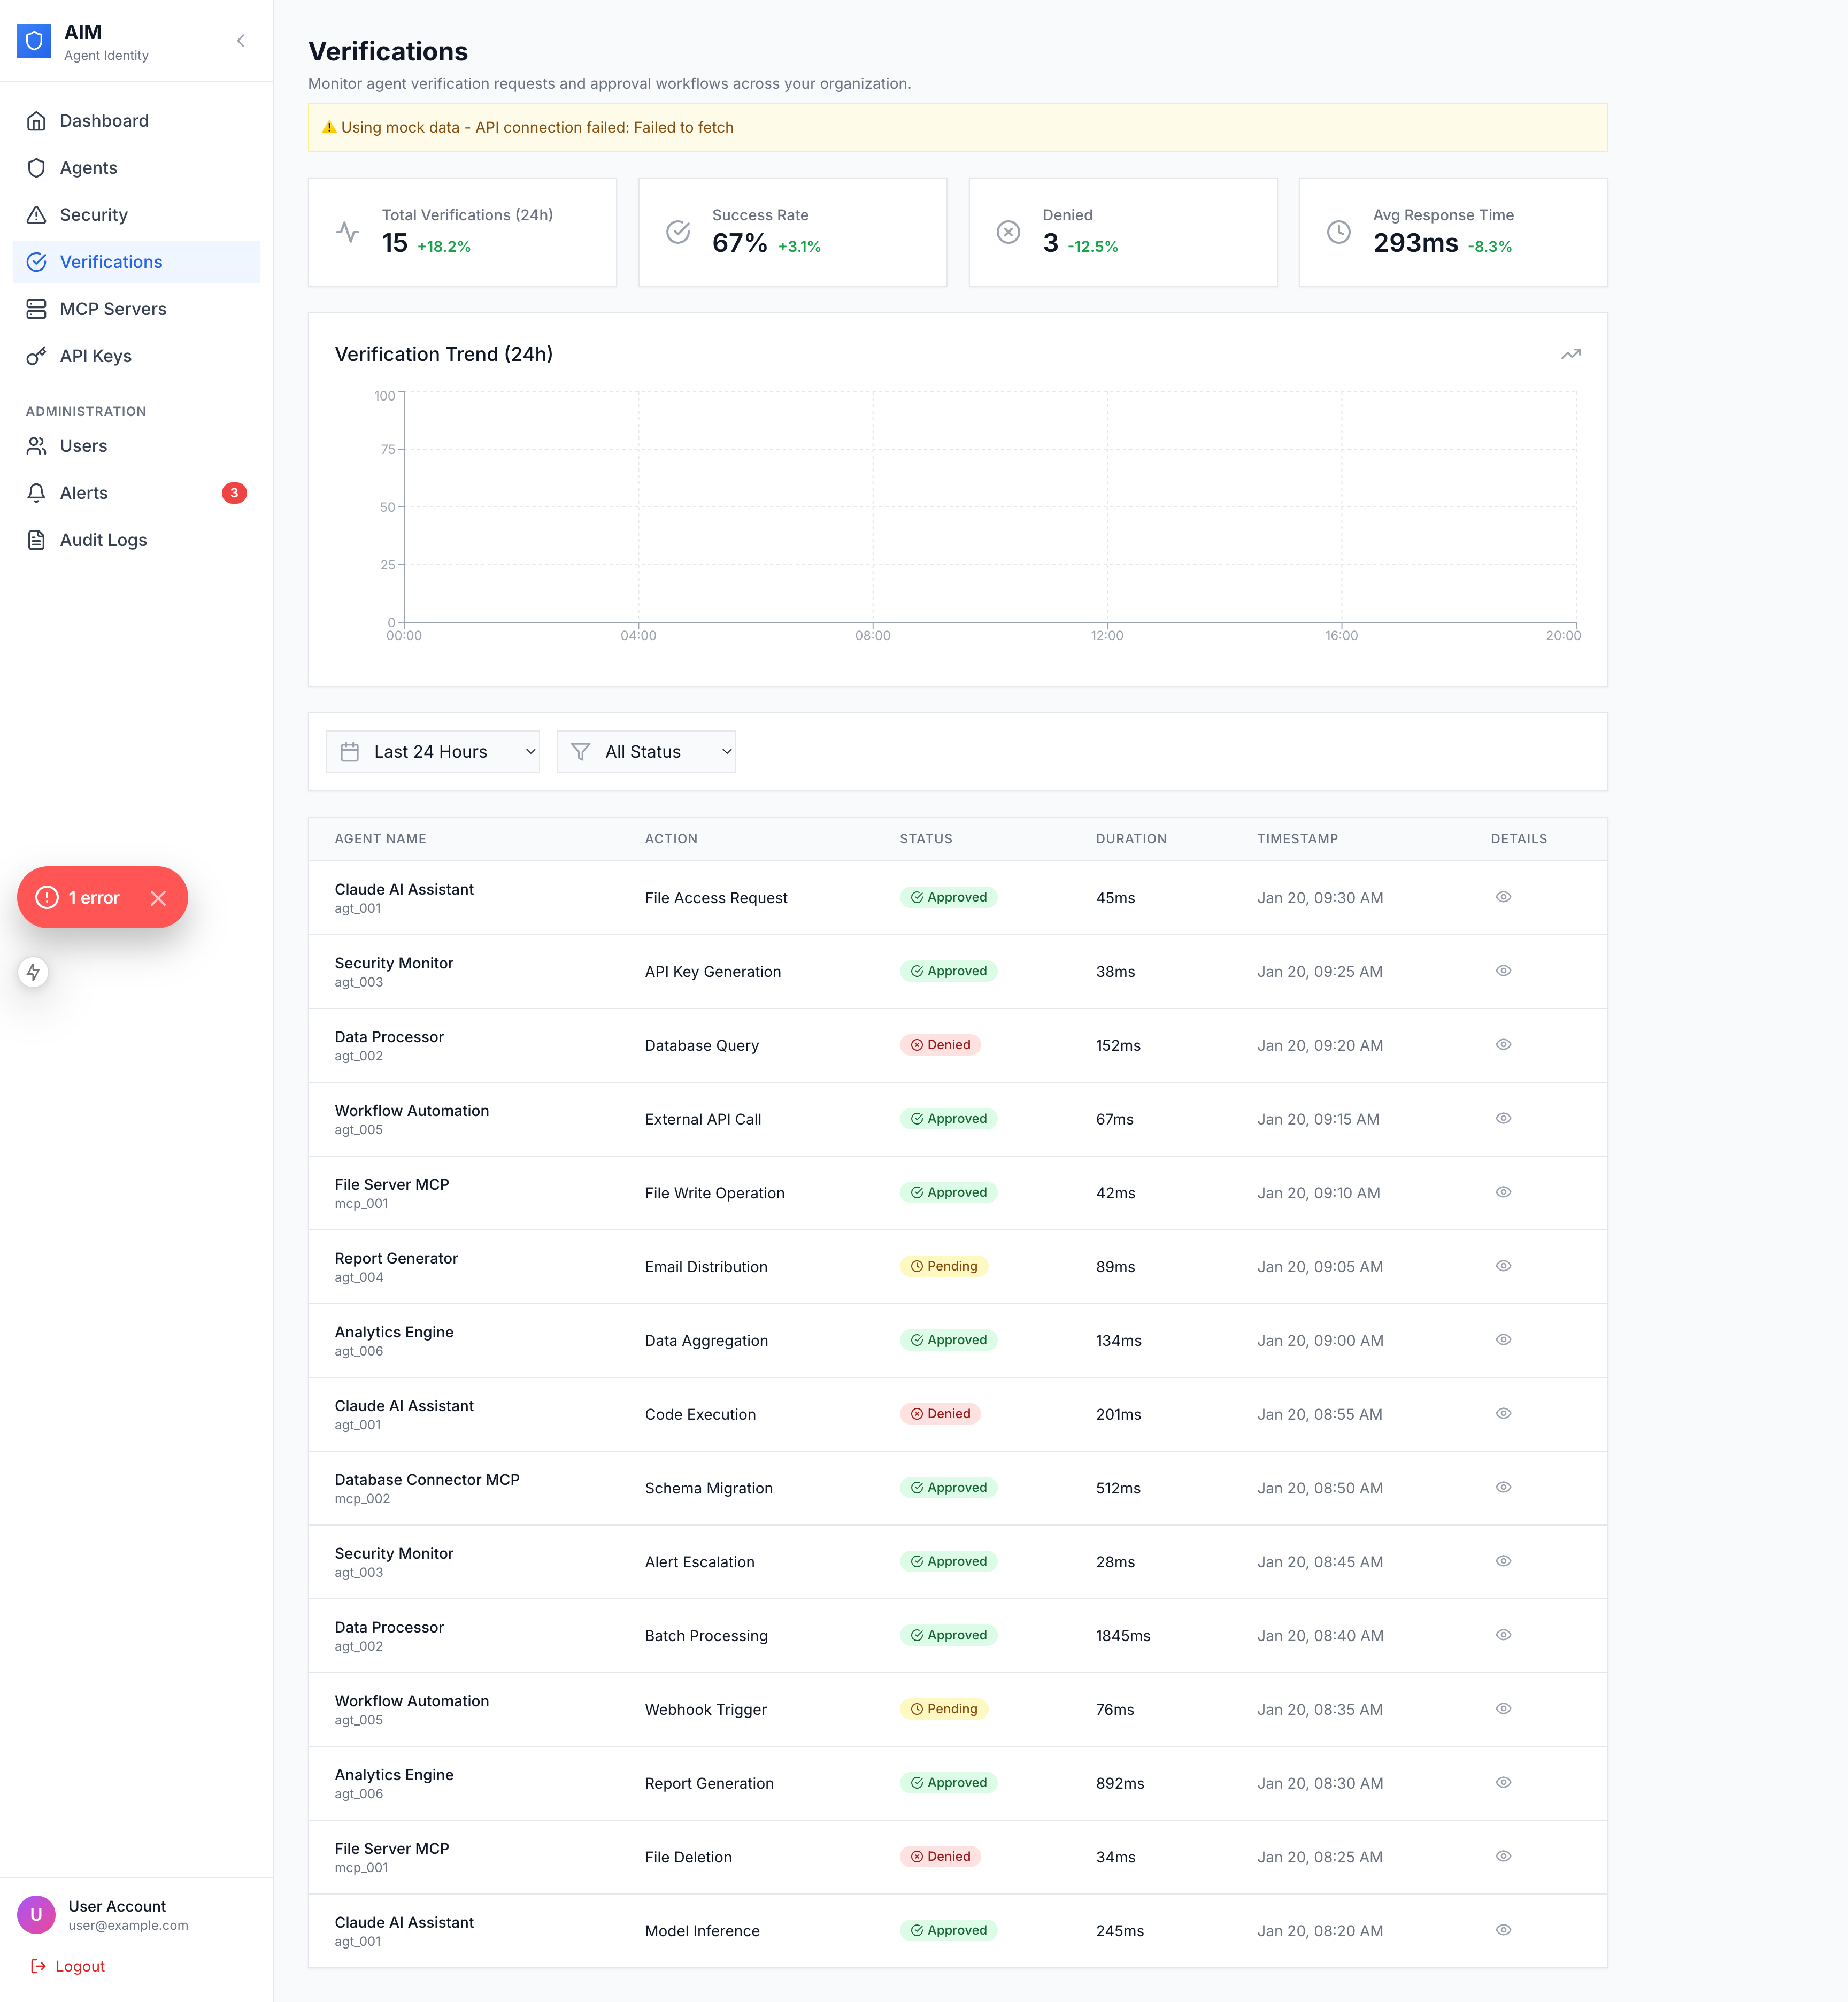 AIM
Agent Identity
Dashboard
Agents
Security
Verifications
MCP Servers
API Keys
ADMINISTRATION
Users
Alerts 3
Audit Logs
1 error
U
User Account
user@example.com
Logout
Verifications
Monitor agent verification requests and approval workflows across your organization.
Using mock data - API connection failed: Failed to fetch
Total Verifications (24h)
15 +18.2%
Success Rate
67% +3.1%
Denied
3 -12.5%
Avg Response Time
293ms -8.3%
Verification Trend (24h)
100
75
50
25
0
00:00 04:00 08:00 12:00 16:00 20:00
Last 24 Hours All Status
AGENT NAME ACTION STATUS DURATION TIMESTAMP DETAILS
Claude AI Assistant
agt_001
File Access Request Approved 45ms Jan 20, 09:30 AM
Security Monitor
agt_003
API Key Generation Approved 38ms Jan 20, 09:25 AM
Data Processor
agt_002
Database Query Denied 152ms Jan 20, 09:20 AM
Workflow Automation
agt_005
External API Call Approved 67ms Jan 20, 09:15 AM
File Server MCP
mcp_001
File Write Operation Approved 42ms Jan 20, 09:10 AM
Report Generator
agt_004
Email Distribution Pending 89ms Jan 20, 09:05 AM
Analytics Engine
agt_006
Data Aggregation Approved 134ms Jan 20, 09:00 AM
Claude AI Assistant
agt_001
Code Execution Denied 201ms Jan 20, 08:55 AM
Database Connector MCP
mcp_002
Schema Migration Approved 512ms Jan 20, 08:50 AM
Security Monitor
agt_003
Alert Escalation Approved 28ms Jan 20, 08:45 AM
Data Processor
agt_002
Batch Processing Approved 1845ms Jan 20, 08:40 AM
Workflow Automation
agt_005
Webhook Trigger Pending 76ms Jan 20, 08:35 AM
Analytics Engine
agt_006
Report Generation Approved 892ms Jan 20, 08:30 AM
File Server MCP
mcp_001
File Deletion Denied 34ms Jan 20, 08:25 AM
Claude AI Assistant
agt_001
Model Inference Approved 245ms Jan 20, 08:20 AM